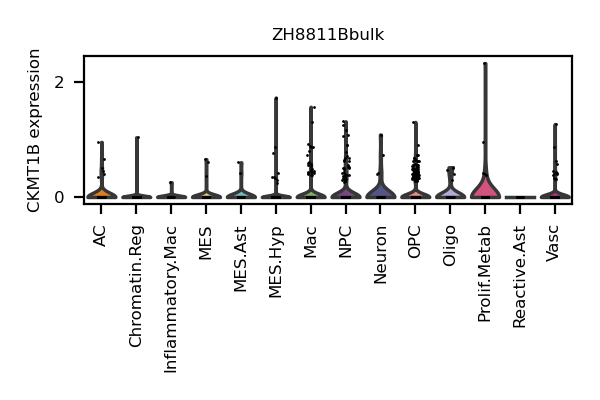 ZH8811Bbulk
CKMT1B expression
2
0
AC
Chromatin.Reg
Inflammatory.Mac
MES
MES.Ast
MES.Hyp
Mac
NPC
Neuron
OPC
Oligo
Prolif.Metab
Reactive.Ast
Vasc